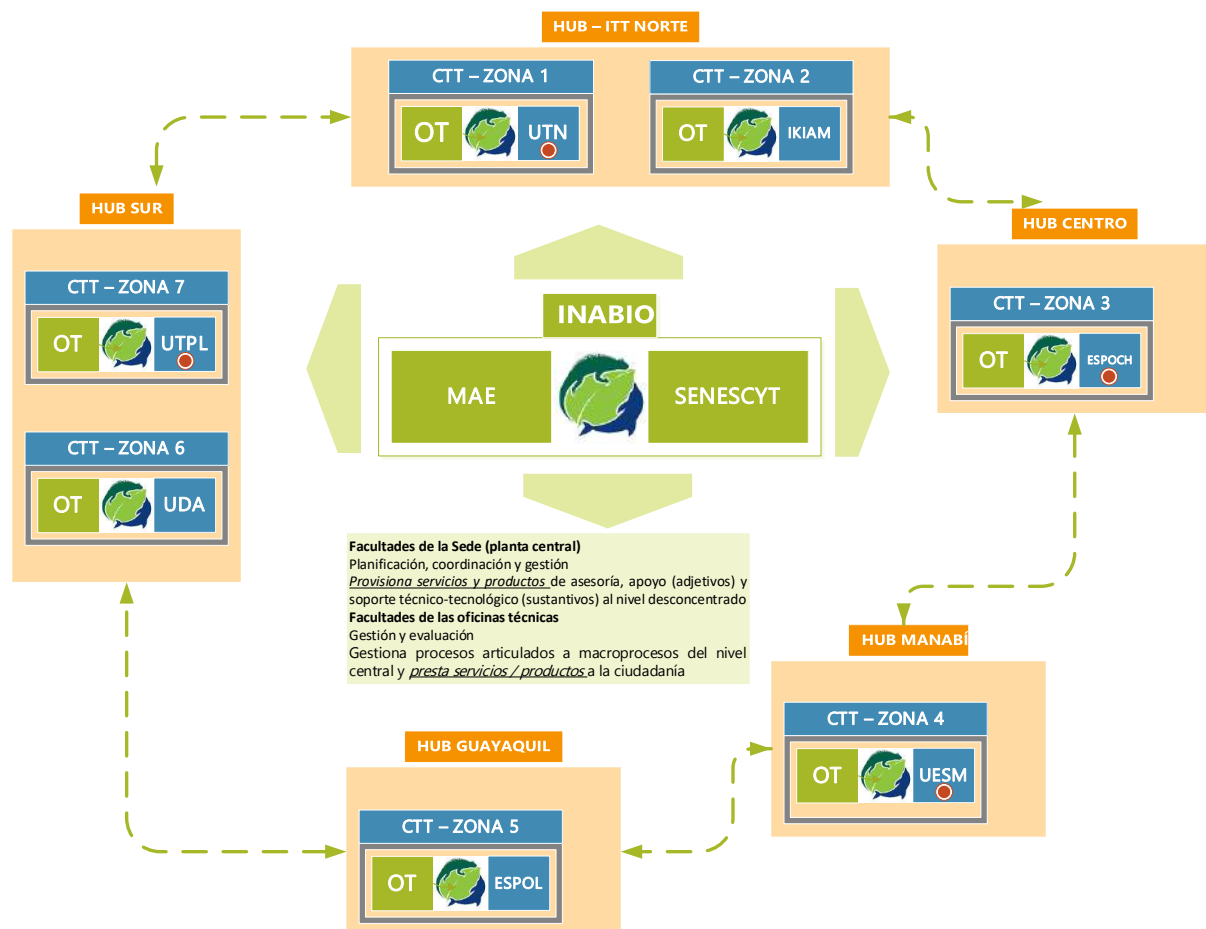 HUB – ITT NORTE
CTT – ZONA 1
OT
UTN
CTT – ZONA 2
OT
IKIAM
HUB SUR
CTT – ZONA 7
OT
UTPL
CTT – ZONA 6
OT
UDA
HUB CENTRO
CTT – ZONA 3
OT
ESPOCH
INABIO
MAE
SENESCYT
Facultades de la Sede (planta central)
Planificación, coordinación y gestión
Provisiona servicios y productos de asesoría, apoyo (adjetivos) y
soporte técnico-tecnológico (sustantivos) al nivel desconcentrado
Facultades de las oficinas técnicas
Gestión y evaluación
Gestiona procesos articulados a macroprocesos del nivel
central y presta servicios / productos a la ciudadanía
HUB MANABÍ
CTT – ZONA 4
OT
UESM
HUB GUAYAQUIL
CTT – ZONA 5
OT
ESPOL